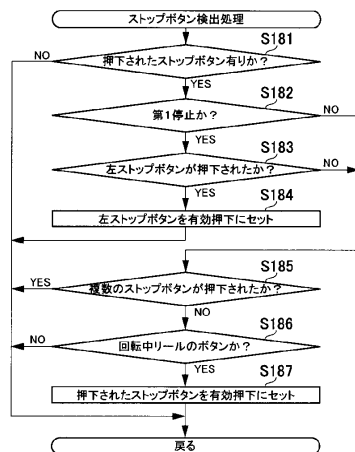 ストップボタン検出処理
S181
押下されたストップボタン有りか？
NO
YES
S182
第1停止か？
NO
YES
S183
左ストップボタンが押下されたか？
NO
YES
S184
左ストップボタンを有効押下にセット
S185
複数のストップボタンが押下されたか？
YES
NO
S186
回転中リールのボタンか？
NO
YES
S187
押下されたストップボタンを有効押下にセット
戻る